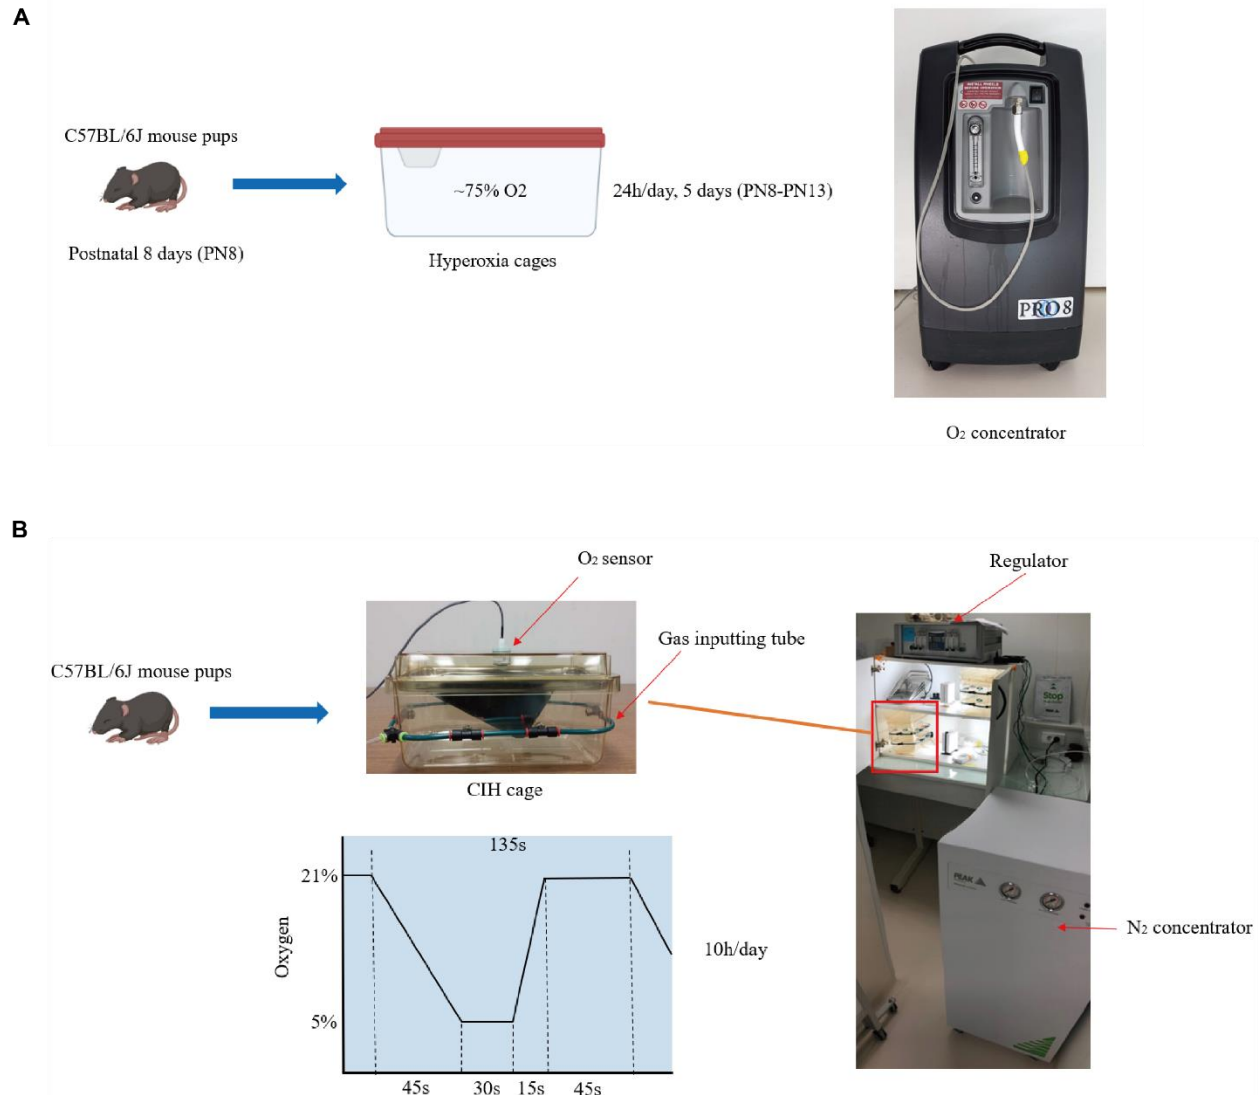 A
C57BL/6J mouse pups
Postnatal 8 days (PN8)
~75% O2
Hyperoxia cages
24h/day, 5 days (PN8-PN13)
PRO 8
O2 concentrator
B
C57BL/6J mouse pups
O2 sensor
Gas inputting tube
CIH cage
Regulator
Stop
PEAK
N2 concentrator
135s
21%
5%
Oxygen
45s
30s
15s
45s
10h/day